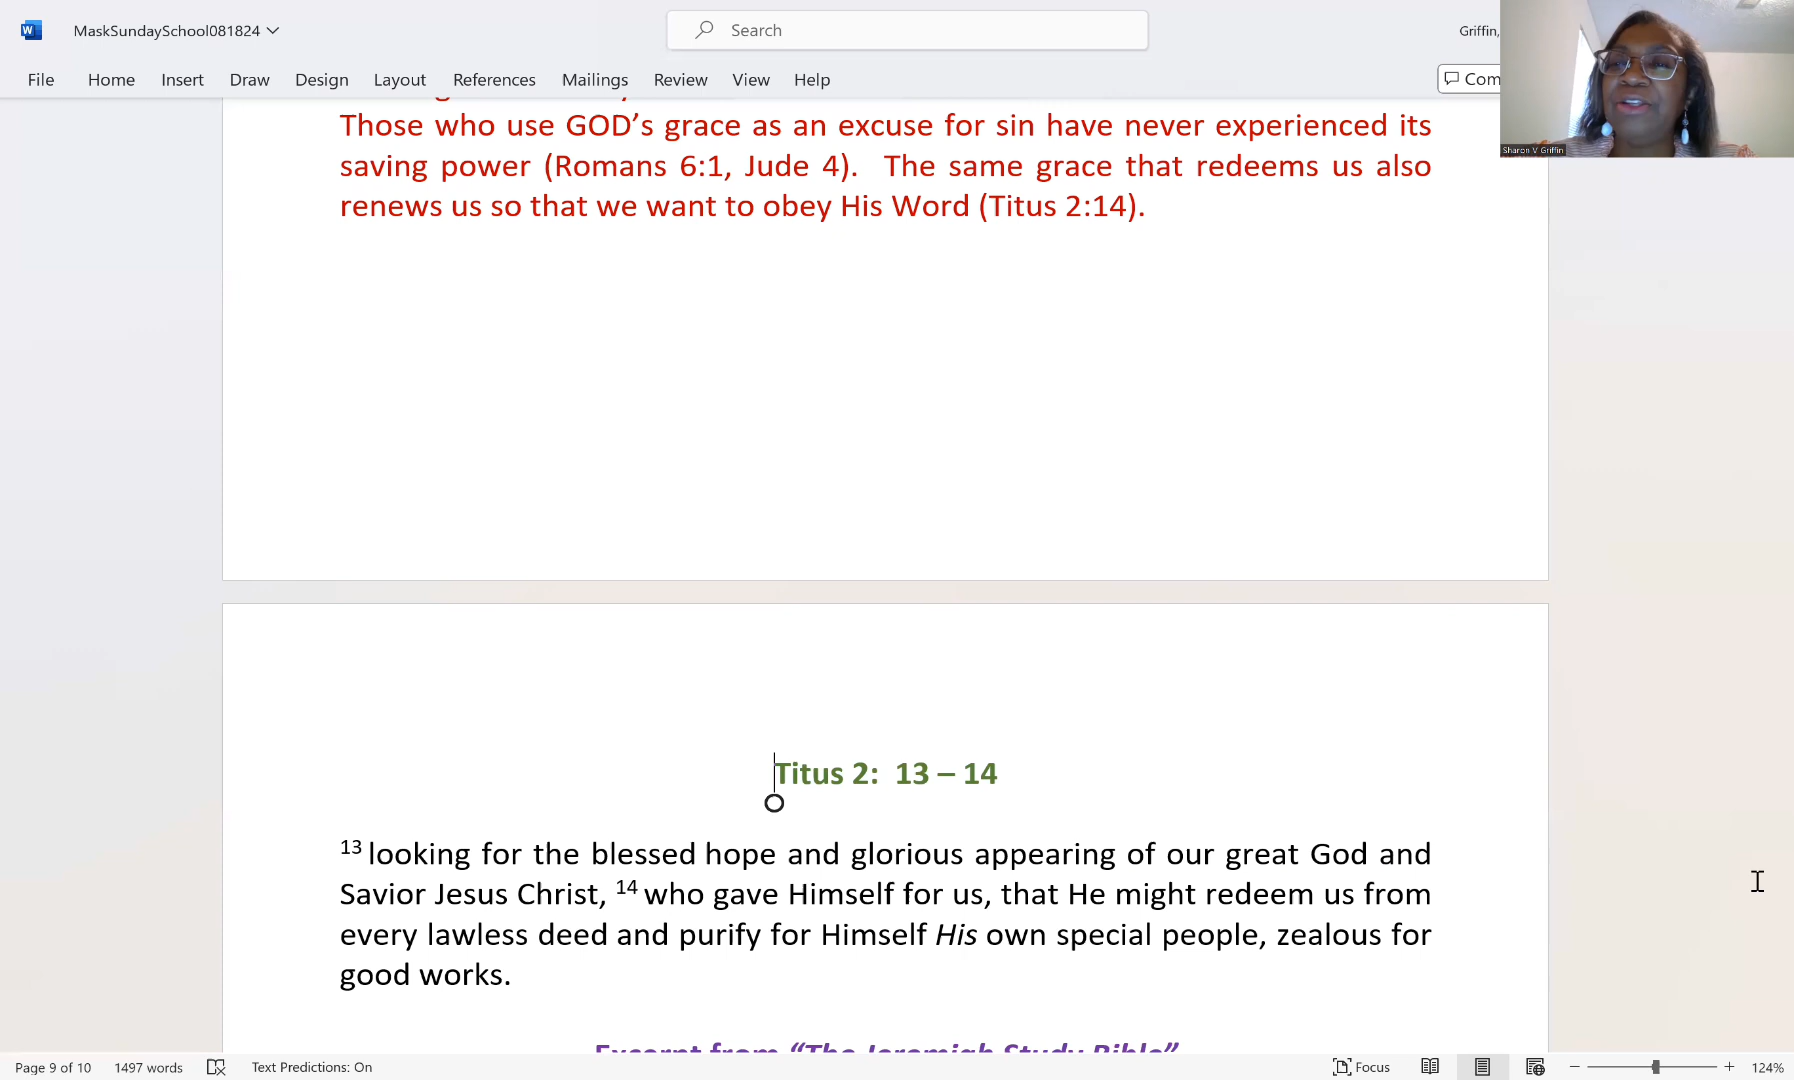 MaskSundaySchool081824
Search
Griffin,
File Home Insert Draw Design Layout References Mailings Review View Help
Com
Sharon V Griffin
Those who use GOD’s grace as an excuse for sin have never experienced its
saving power (Romans 6:1, Jude 4). The same grace that redeems us also
renews us so that we want to obey His Word (Titus 2:14).
Titus 2: 13 – 14
13 looking for the blessed hope and glorious appearing of our great God and
Savior Jesus Christ, 14 who gave Himself for us, that He might redeem us from
every lawless deed and purify for Himself His own special people, zealous for
good works.
Excerpt from “The Jeremiah Study Bible”
Page 9 of 10 1497 words Text Predictions: On Focus 124%